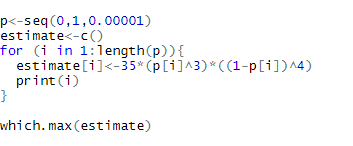 p<-seq(0,1,0.00001)
estimate<-c()
for (i in 1:length(p)){
  estimate[i]<-35*(p[i]^3)*((1-p[i])^4)
  print(i)
}
which.max(estimate)